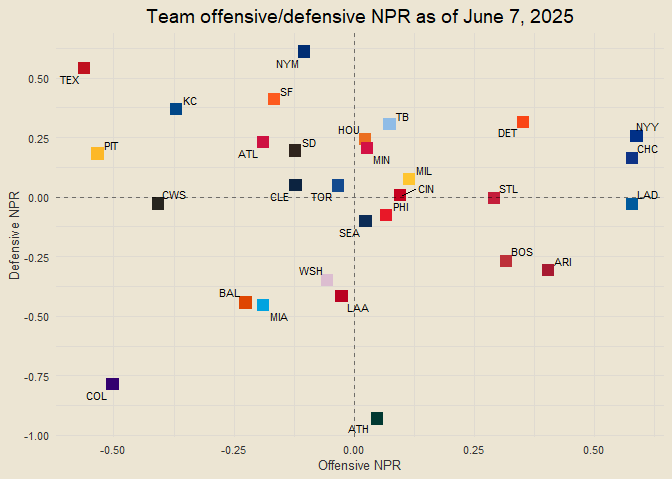 Team offensive/defensive NPR as of June 7, 2025
NYM
TEX
0.50
SF
KC
TB
HOU
DET
NYY
0.25
PIT
ATL
SD
MIN
CHC
MIL
CWS
CLE
TOR
CIN
STL
LAD
0.00
PHI
SEA
Defensive NPR
-0.25
WSH
BOS
ARI
BAL
MIA
LAA
-0.50
-0.75
COL
ATH
-1.00
-0.50
-0.25
0.00
0.25
0.50
Offensive NPR